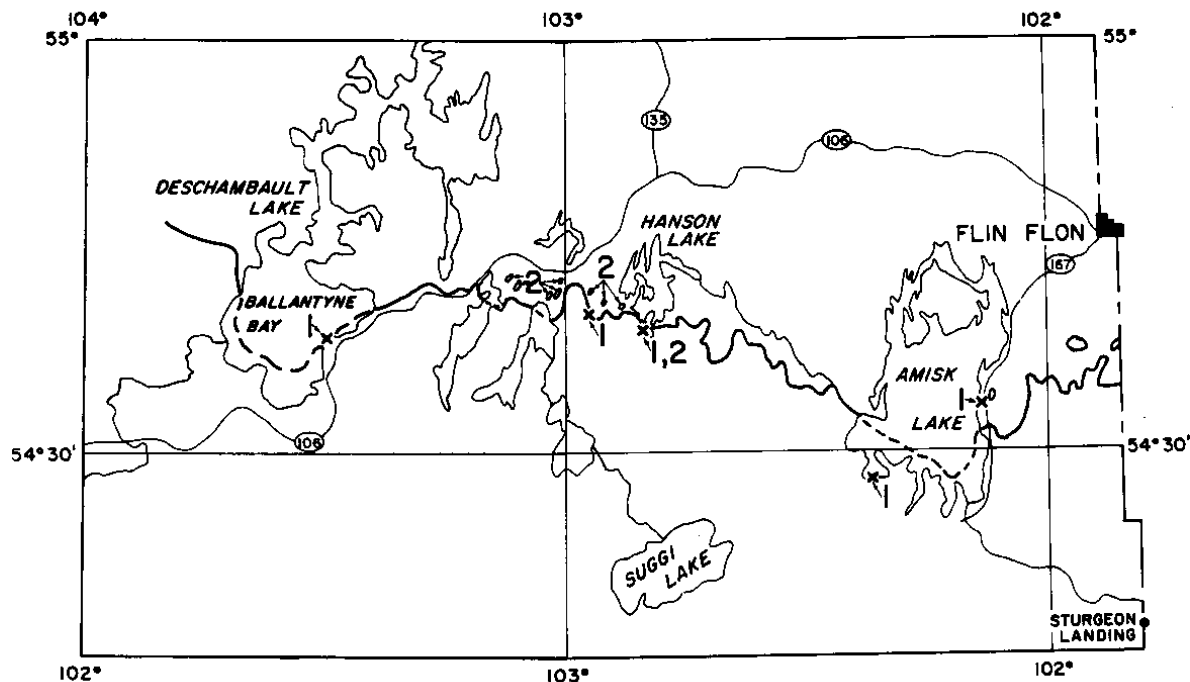 104° 103° 102°
55° 55°
135
106
DESCHAMBAULT
LAKE
HANSON
LAKE
FLIN FLON
167
2 2
BALLANTYNE
BAY
1
1
1,2
AMISK
LAKE
1
106
54°30' 54°30'
1
SUGGI
LAKE
STURGEON
LANDING
102° 103° 102°